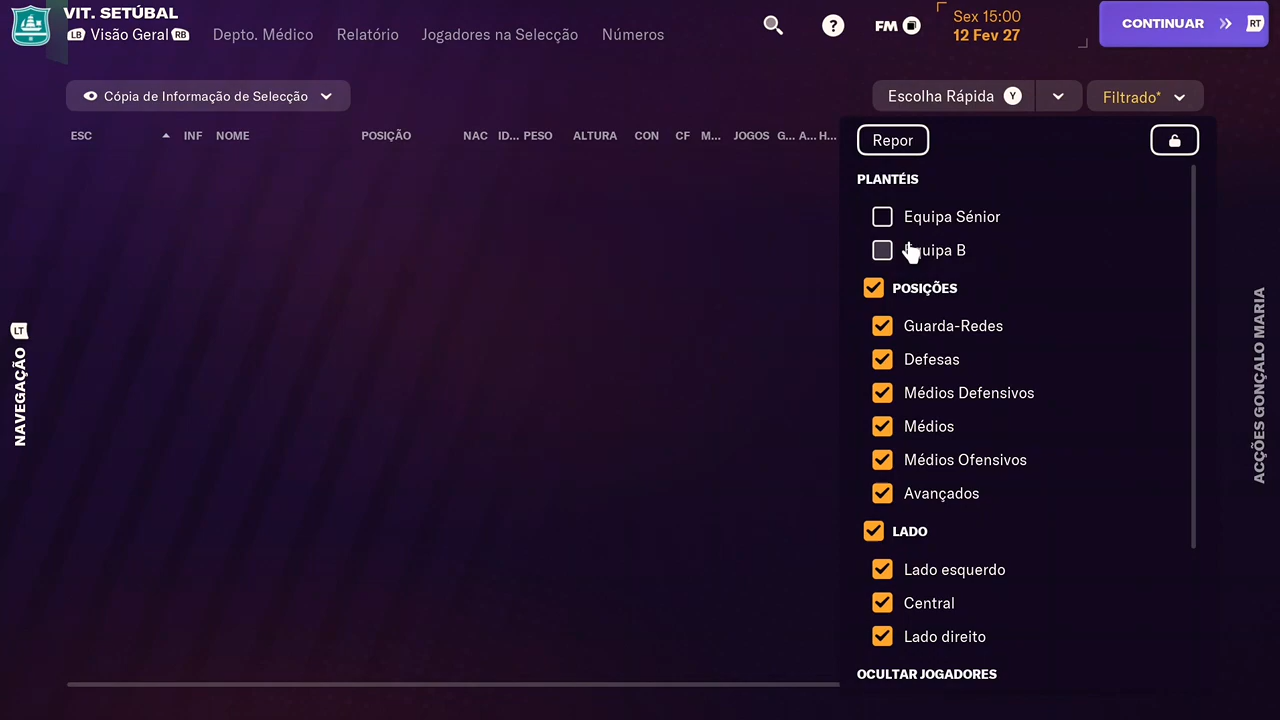 VIT. SETÚBAL
LB Visão Geral RB Depto. Médico Relatório Jogadores na Selecção Números
? FM
Sex 15:00
12 Fev 27
CONTINUAR RT
Cópia de Informação de Selecção
Escolha Rápida Y
Filtrado*
ESC INF NOME POSIÇÃO NAC ID... PESO ALTURA CON CF M... JOGOS G... A... H...
Repor
PLANTÉIS
Equipa Sénior
Equipa B
POSIÇÕES
Guarda-Redes
Defesas
Médios Defensivos
Médios
Médios Ofensivos
Avançados
LADO
Lado esquerdo
Central
Lado direito
OCULTAR JOGADORES
LT
NAVEGAÇÃO
ACÇÕES GONÇALO MARIA